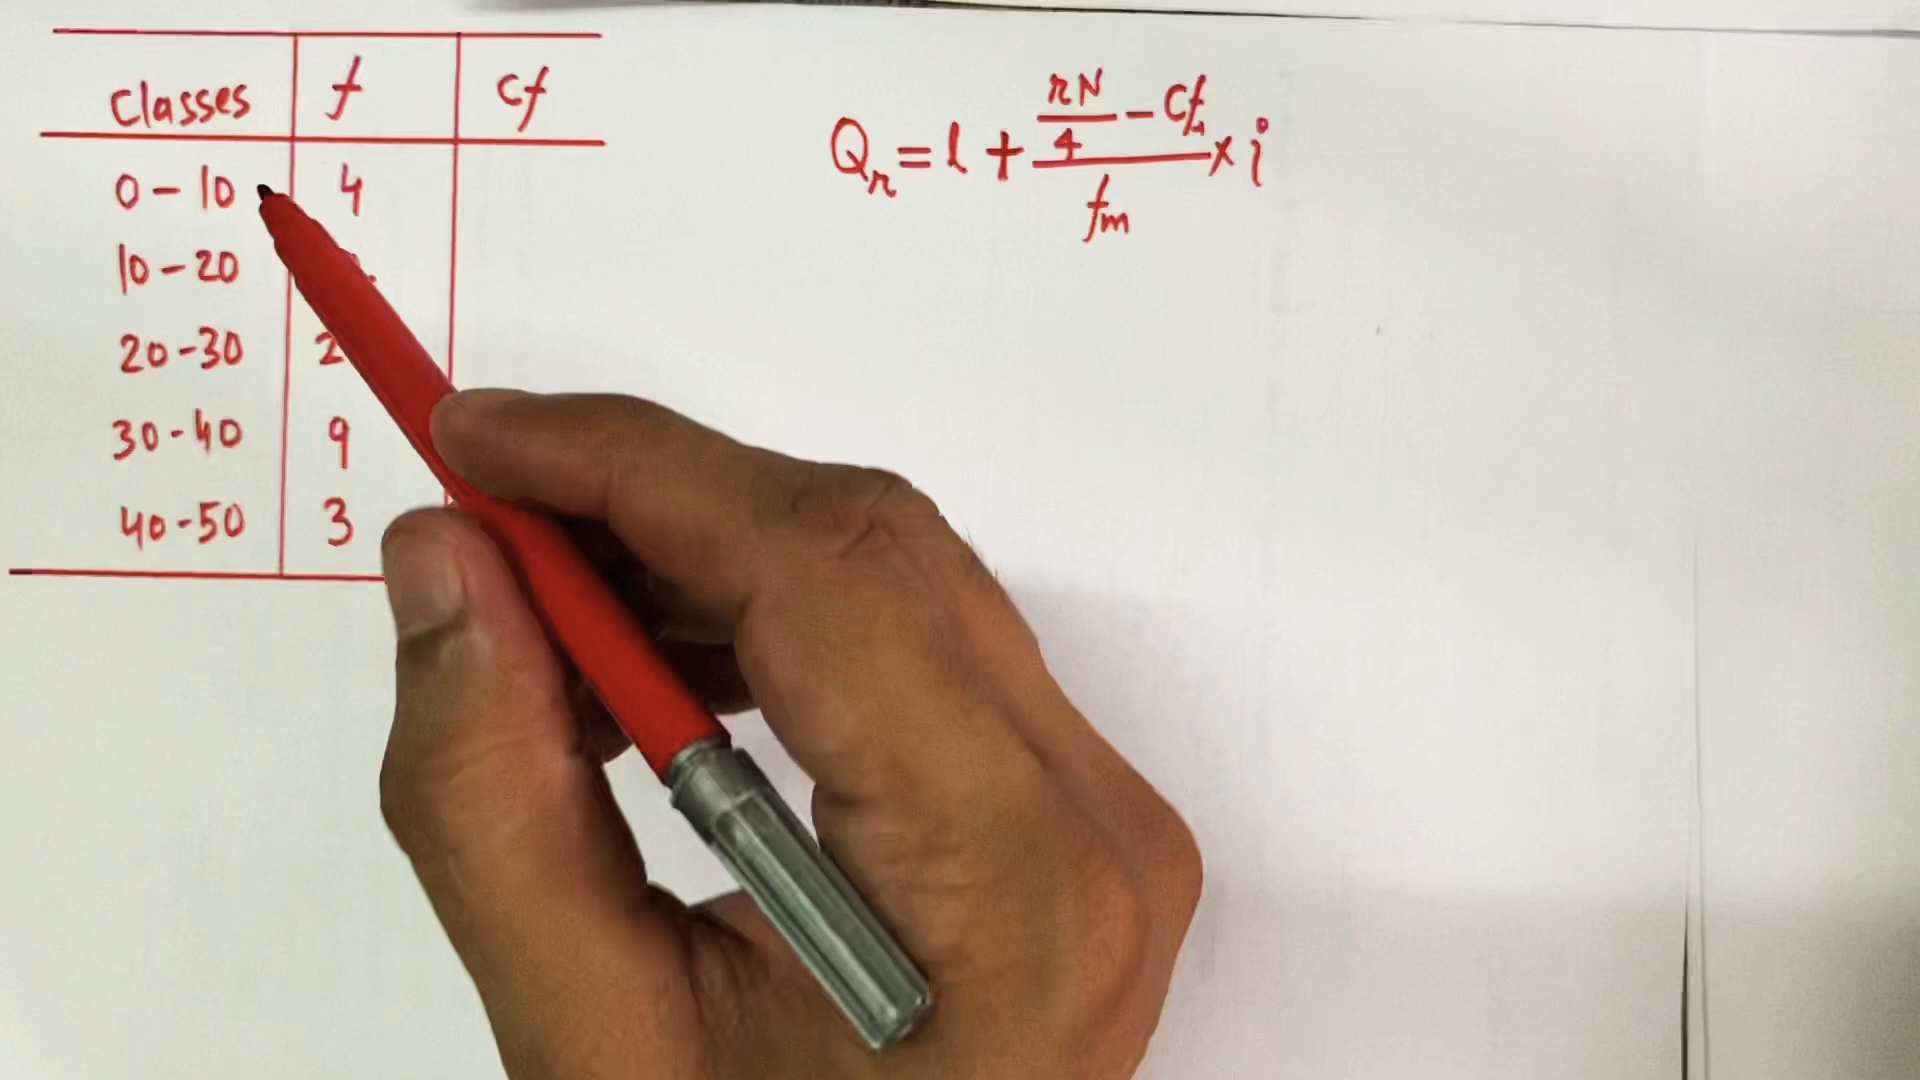 Classes f cf
0-10 4
10-20
20-30 2
30-40 9
40-50 3
Qr = l + (rN/4 - cf)/fm × i